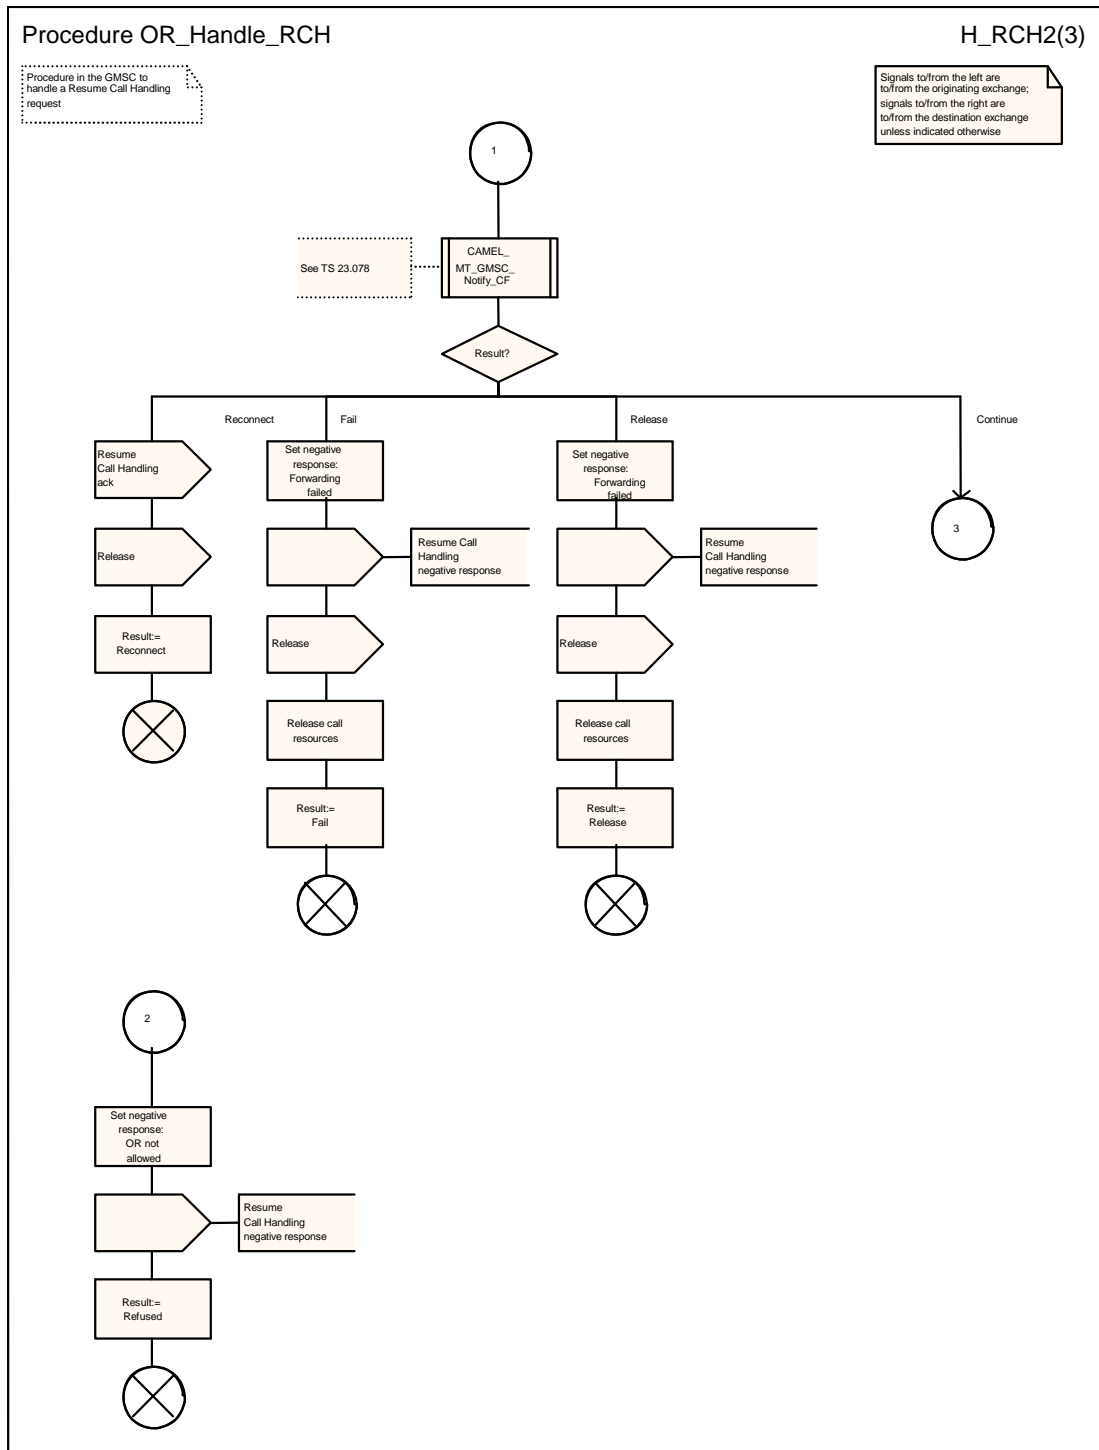 Procedure OR_Handle_RCH
H_RCH2(3)
Procedure in the GMSC to
handle a Resume Call Handling
request
Signals to/from the left are
to/from the originating exchange;
signals to/from the right are
to/from the destination exchange
unless indicated otherwise
1
See TS 23.078
CAMEL_
MT_GMSC_
Notify_CF
Result?
Reconnect
Fail
Release
Continue
Resume
Call Handling
ack
Release
Result:=
Reconnect
Set negative
response:
Forwarding
failed
Resume Call
Handling
negative response
Release
Release call
resources
Result:=
Fail
Set negative
response:
Forwarding
failed
Resume
Call Handling
negative response
Release
Release call
resources
Result:=
Release
3
2
Set negative
response:
OR not
allowed
Resume
Call Handling
negative response
Result:=
Refused